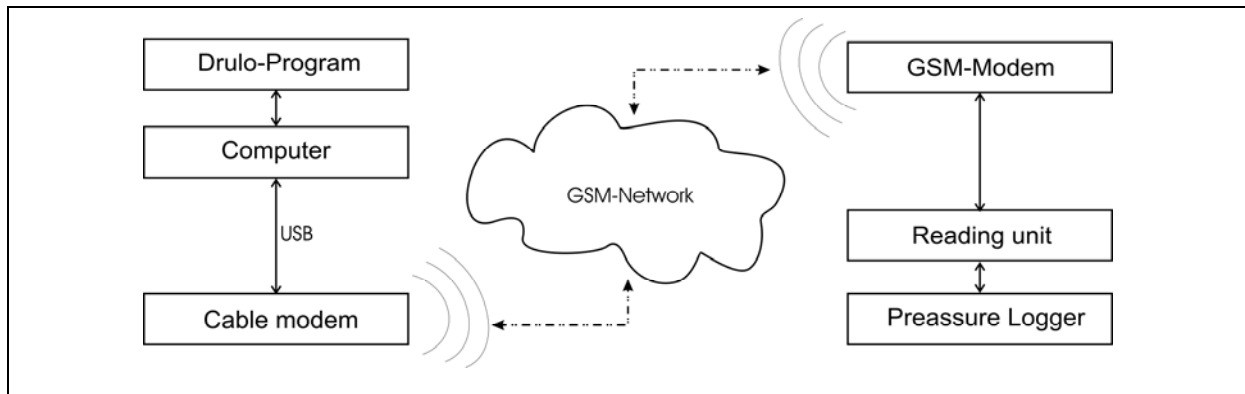 Drulo-Program
Computer
USB
Cable modem
GSM-Network
GSM-Modem
Reading unit
Preassure Logger